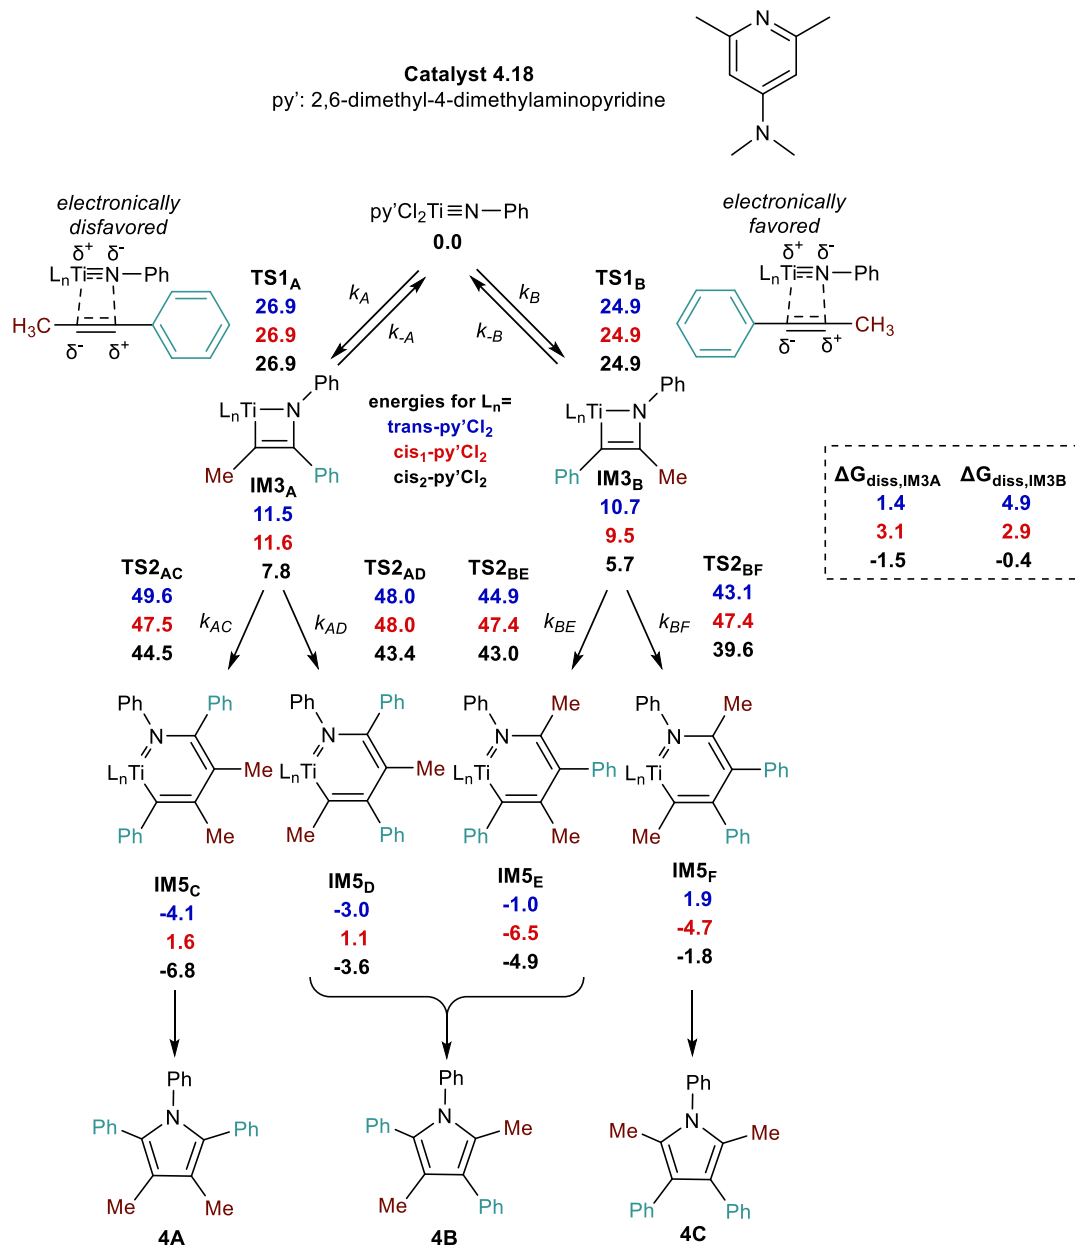 N
Catalyst 4.18
py': 2,6-dimethyl-4-dimethylaminopyridine
N
electronically
disfavored
δ+ δ-
LnTi≡N—Ph
H3C
δ- δ+
py'Cl2Ti≡N—Ph
0.0
electronically
favored
δ+ δ-
LnTi≡N—Ph
CH3
δ- δ+
TS1A
26.9
26.9
26.9
kA
k-A
kB
k-B
TS1B
24.9
24.9
24.9
Ph
LnTi N
Me Ph
IM3A
11.5
11.6
7.8
energies for Ln=
trans-py'Cl2
cis1-py'Cl2
cis2-py'Cl2
Ph
LnTi N
Ph Me
IM3B
10.7
9.5
5.7
ΔGdiss,IM3A ΔGdiss,IM3B
1.4 4.9
3.1 2.9
-1.5 -0.4
TS2AC
49.6
47.5
44.5
kAC
kAD
TS2AD
48.0
48.0
43.4
TS2BE
44.9
47.4
43.0
kBE
kBF
TS2BF
43.1
47.4
39.6
Ph Ph
N
LnTi Me
Ph Me
IM5C
-4.1
1.6
-6.8
Ph Ph
N
LnTi Me
Me Ph
IM5D
-3.0
1.1
-3.6
Ph Me
N
LnTi Ph
Ph Me
IM5E
-1.0
-6.5
-4.9
Ph Me
N
LnTi Ph
Me Ph
IM5F
1.9
-4.7
-1.8
Ph
Ph N Ph
Me Me
4A
Ph
Ph N Me
Me Ph
4B
Ph
Me N Me
Ph Ph
4C